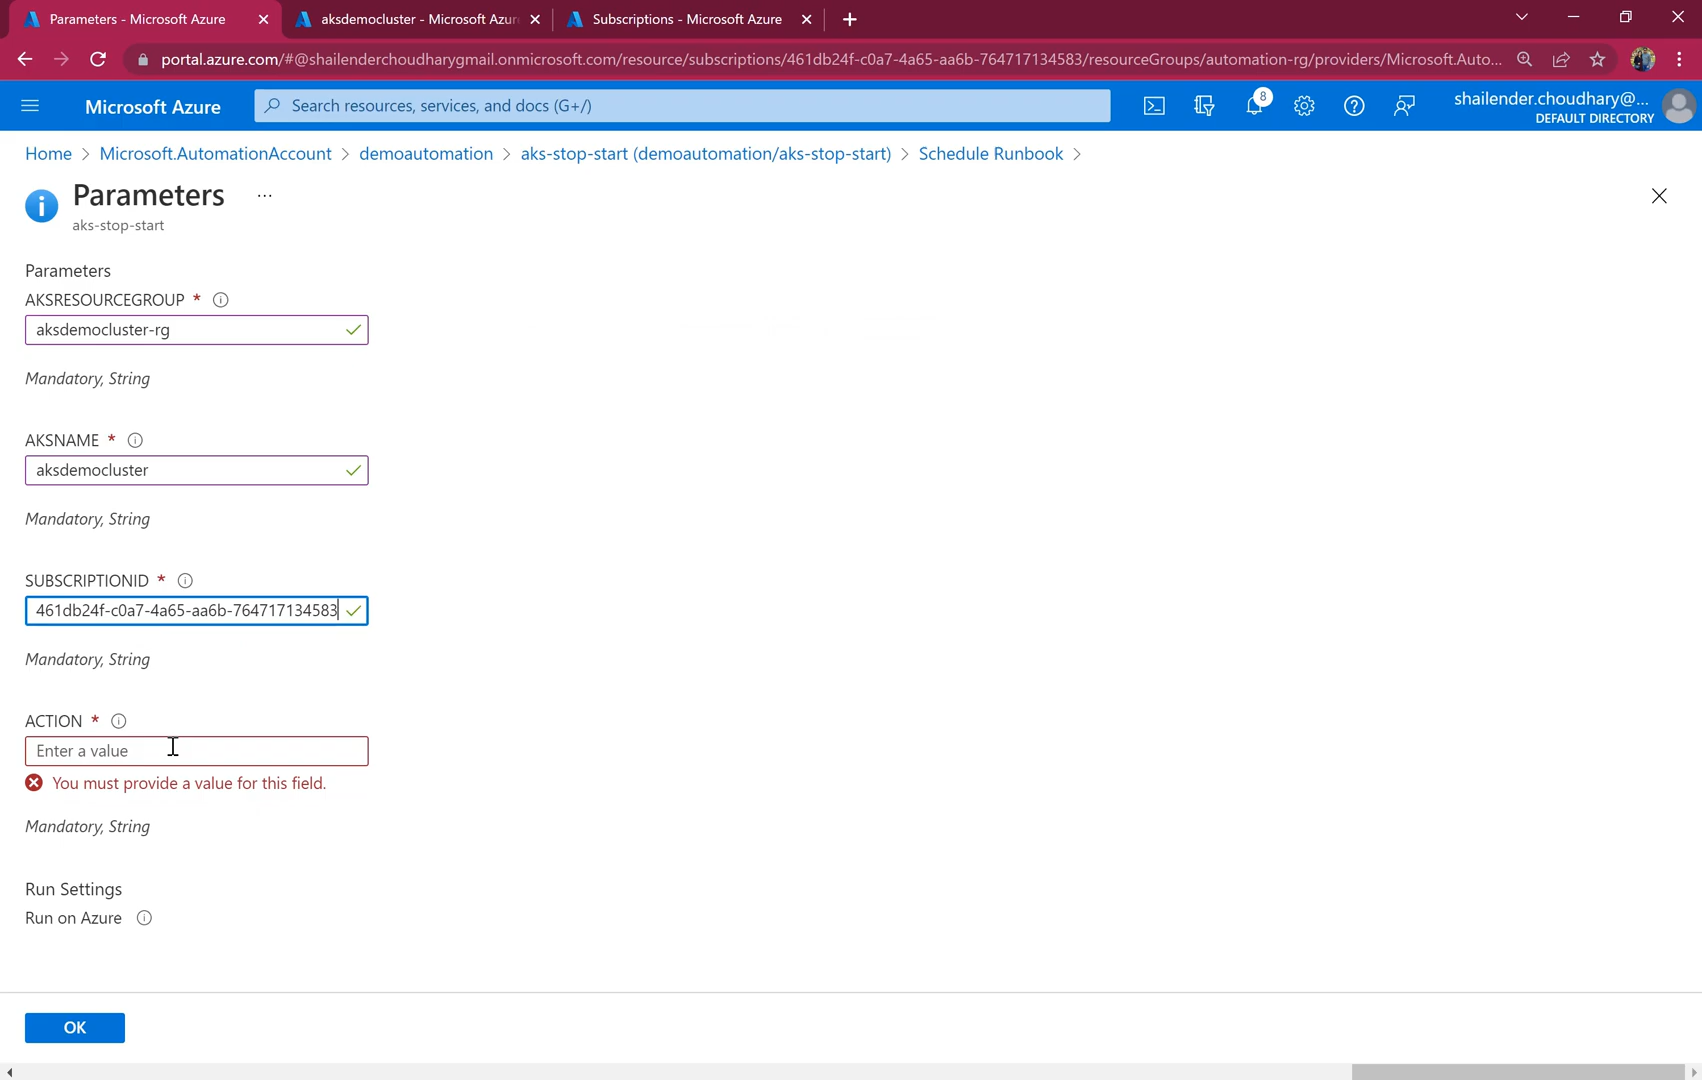 Parameters - Microsoft Azure
aksdemocluster - Microsoft Azu
Subscriptions - Microsoft Azure
portal.azure.com/#@shailenderchoudharygmail.onmicrosoft.com/resource/subscriptions/461db24f-c0a7-4a65-aa6b-764717134583/resourceGroups/automation-rg/providers/Microsoft.Auto...
Microsoft Azure
Search resources, services, and docs (G+/)
8
shailender.choudhary@...
DEFAULT DIRECTORY
Home > Microsoft.AutomationAccount > demoautomation > aks-stop-start (demoautomation/aks-stop-start) > Schedule Runbook >
Parameters ...
aks-stop-start
Parameters
AKSRESOURCEGROUP *
aksdemocluster-rg
Mandatory, String
AKSNAME *
aksdemocluster
Mandatory, String
SUBSCRIPTIONID *
461db24f-c0a7-4a65-aa6b-764717134583
Mandatory, String
ACTION *
Enter a value
You must provide a value for this field.
Mandatory, String
Run Settings
Run on Azure
OK